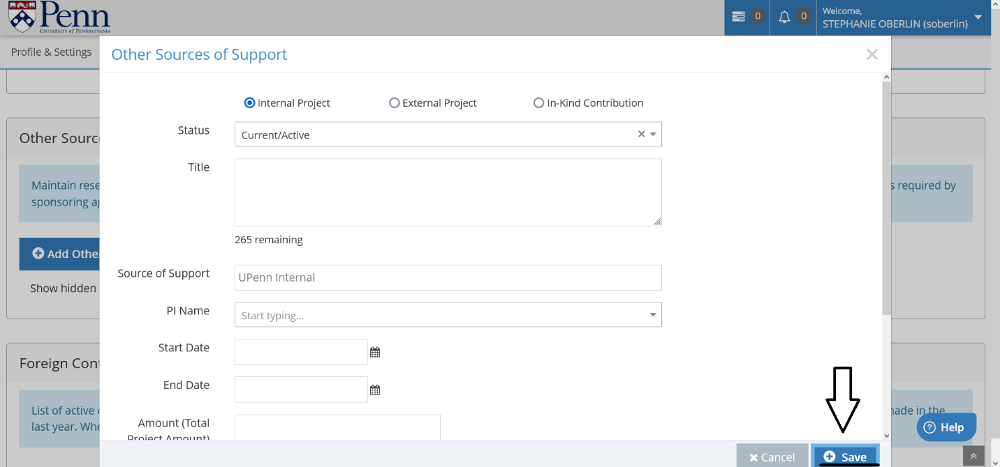 Penn
UNIVERSITY of PENNSYLVANIA
0
0
Welcome,
STEPHANIE OBERLIN (soberlin)
Profile & Settings
Other Sources of Support
Internal Project
External Project
In-Kind Contribution
Status
Current/Active
Title
265 remaining
Source of Support
UPenn Internal
PI Name
Start typing...
Start Date
End Date
Amount (Total
Project Amount)
Cancel
Save
Other Sourc
Maintain rese
s required by
sponsoring ag
Add Othe
Show hidden
Foreign Cont
List of active
nade in the
last year. Whe
Help